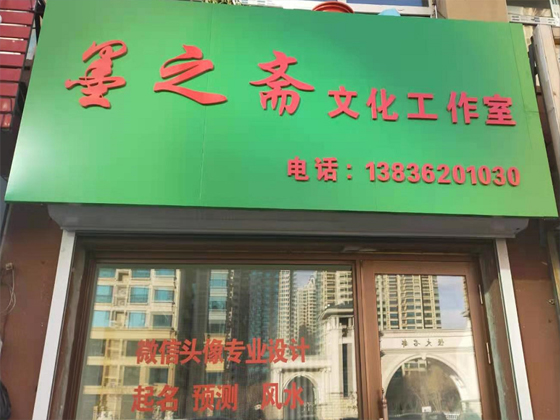 墨之斋 文化工作室
电话：13836201030
微信头像专业设计
起名 预测 风水